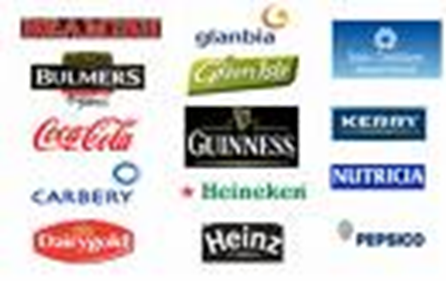 BULMERS
Coca-Cola
CARBERY
Dairygold
glanbia
Green Isle
GUINNESS
Heineken
Heinz
KERRY
NUTRICIA
PEPSICO